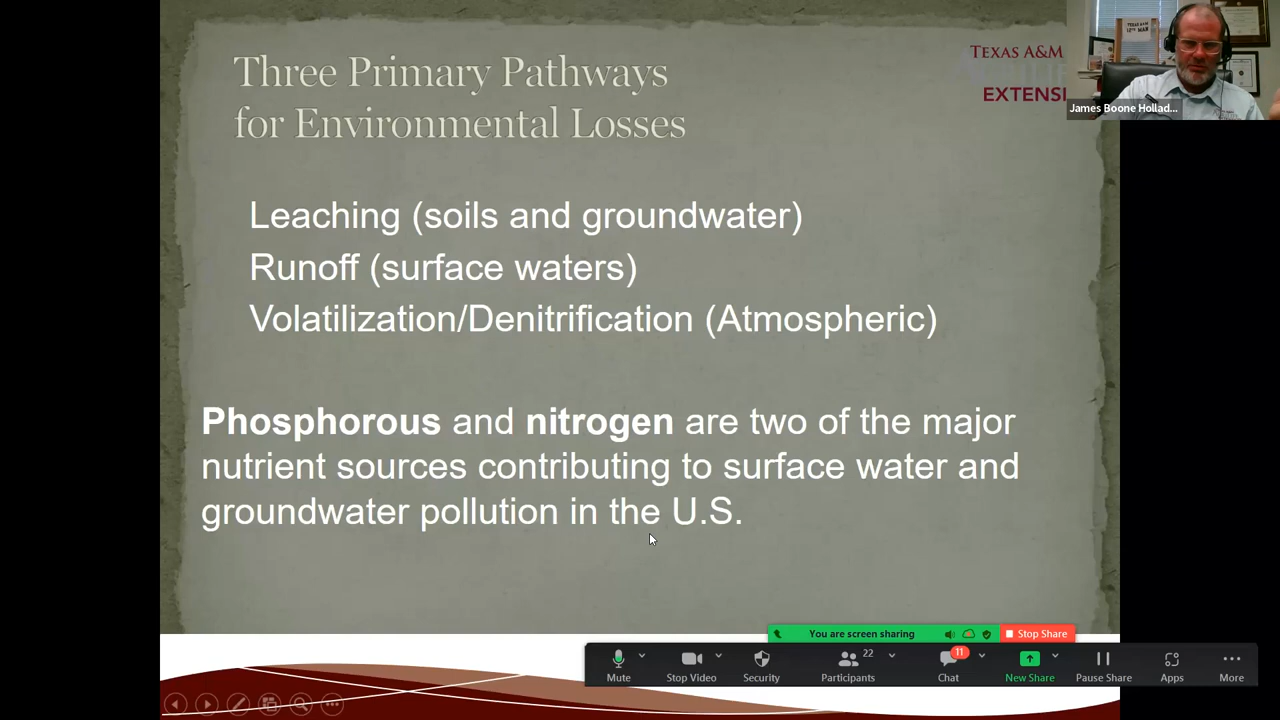 Three Primary Pathways
for Environmental Losses
TEXAS A&M
EXTENSI
TEXAS A&M
12TH MAN
James Boone Hollad...
Leaching (soils and groundwater)
Runoff (surface waters)
Volatilization/Denitrification (Atmospheric)
Phosphorous and nitrogen are two of the major
nutrient sources contributing to surface water and
groundwater pollution in the U.S.
You are screen sharing
Stop Share
22
11
Mute
Stop Video
Security
Participants
Chat
New Share
Pause Share
Apps
More